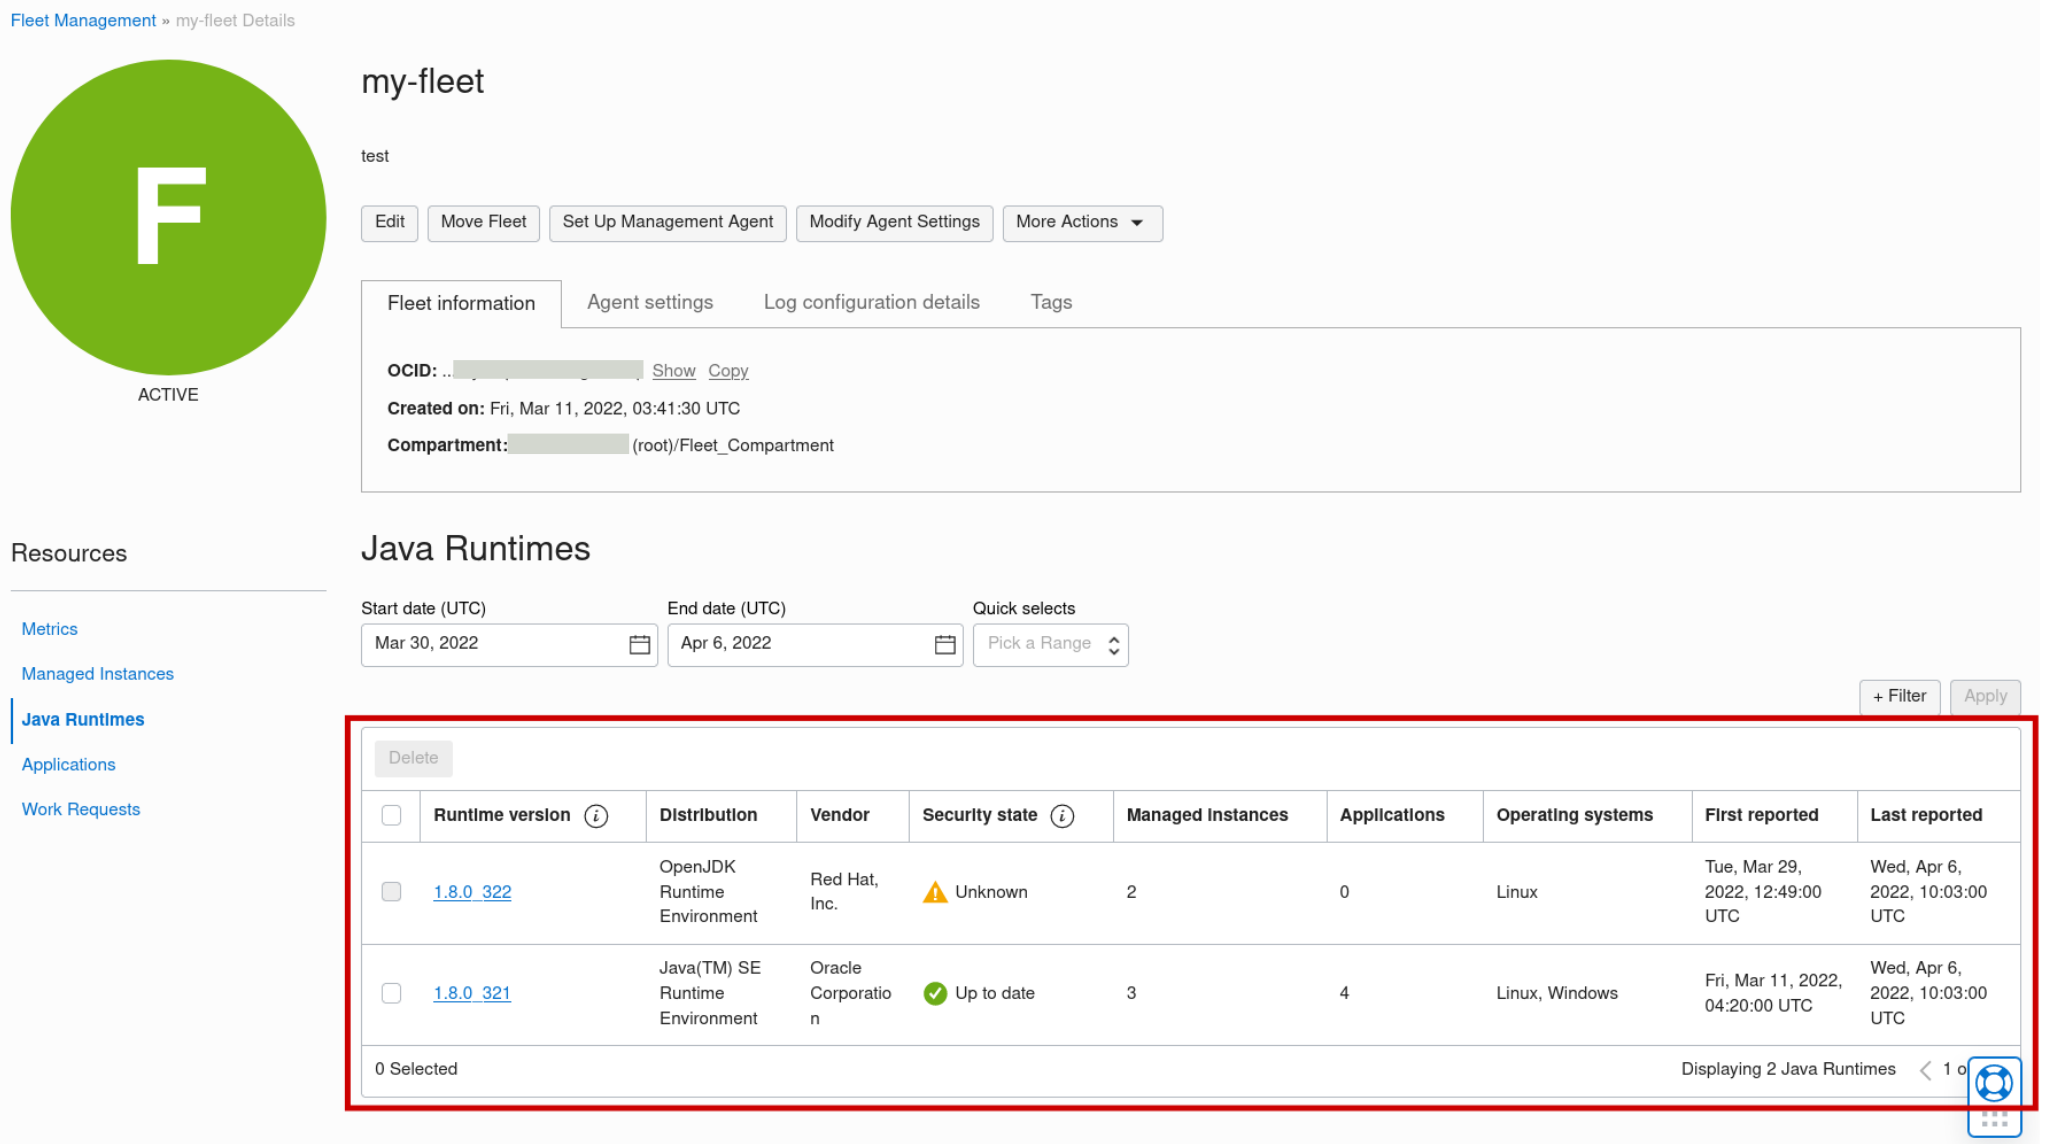 Fleet Management » my-fleet Details
F
ACTIVE
my-fleet
test
Edit
Move Fleet
Set Up Management Agent
Modify Agent Settings
More Actions
Fleet information
Agent settings
Log configuration details
Tags
OCID: ... Show Copy
Created on: Fri, Mar 11, 2022, 03:41:30 UTC
Compartment: (root)/Fleet_Compartment
Resources
Metrics
Managed Instances
Java Runtimes
Applications
Work Requests
Java Runtimes
Start date (UTC)
End date (UTC)
Quick selects
Mar 30, 2022
Apr 6, 2022
Pick a Range
+ Filter
Apply
Delete
Runtime version
Distribution
Vendor
Security state
Managed instances
Applications
Operating systems
First reported
Last reported
1.8.0_322
OpenJDK
Runtime
Environment
Red Hat,
Inc.
Unknown
2
0
Linux
Tue, Mar 29,
2022, 12:49:00
UTC
Wed, Apr 6,
2022, 10:03:00
UTC
1.8.0_321
Java(TM) SE
Runtime
Environment
Oracle
Corporatio
n
Up to date
3
4
Linux, Windows
Fri, Mar 11, 2022,
04:20:00 UTC
Wed, Apr 6,
2022, 10:03:00
UTC
0 Selected
Displaying 2 Java Runtimes
1 o